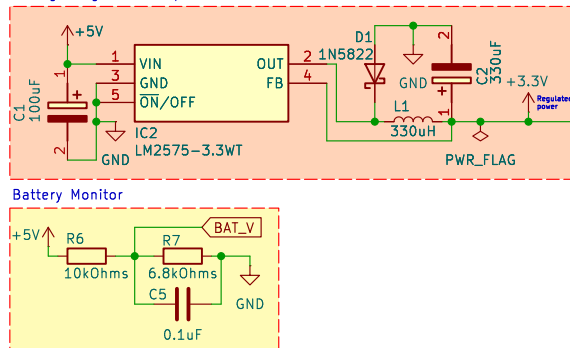 +5V
1
VIN
OUT
2
3
GND
FB
4
5
ON/OFF
IC2
LM2575-3.3WT
1
+
C1
100uF
2
GND
D1
1N5822
GND
2
C2
330uF
+
1
L1
330uH
+3.3V
Regulated
power
PWR_FLAG
Battery Monitor
+5V
R6
10kOhms
BAT_V
R7
6.8kOhms
C5
0.1uF
GND